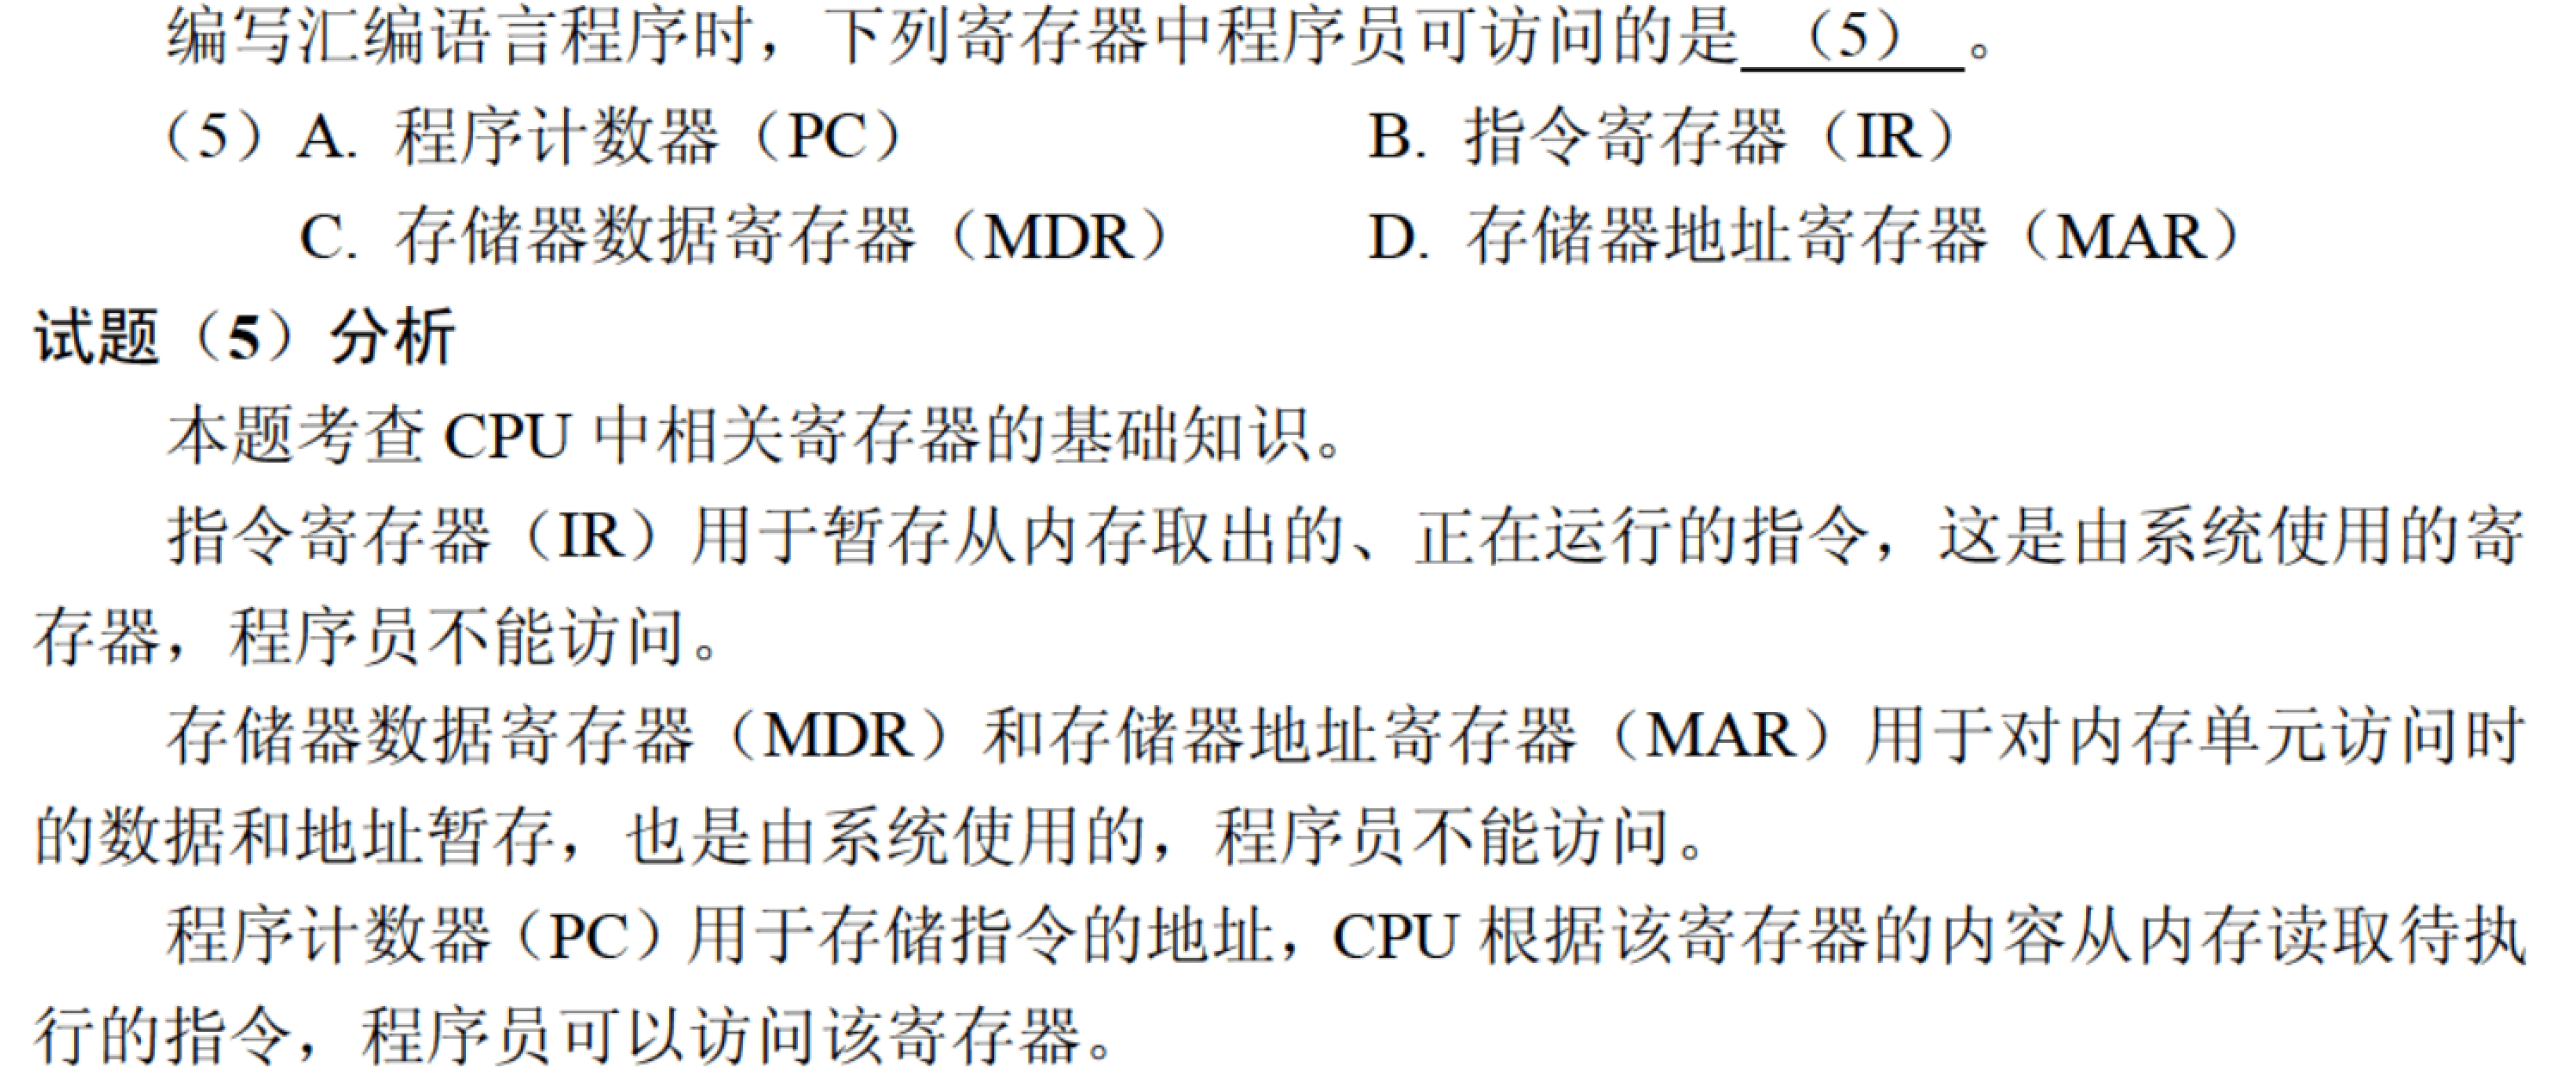 编写汇编语言程序时，下列寄存器中程序员可访问的是 （5） 。
（5）A. 程序计数器（PC） B. 指令寄存器（IR）
C. 存储器数据寄存器（MDR） D. 存储器地址寄存器（MAR）
试题（5）分析
本题考查 CPU 中相关寄存器的基础知识。
指令寄存器（IR）用于暂存从内存取出的、正在运行的指令，这是由系统使用的寄
存器，程序员不能访问。
存储器数据寄存器（MDR）和存储器地址寄存器（MAR）用于对内存单元访问时
的数据和地址暂存，也是由系统使用的，程序员不能访问。
程序计数器（PC）用于存储指令的地址，CPU 根据该寄存器的内容从内存读取待执
行的指令，程序员可以访问该寄存器。